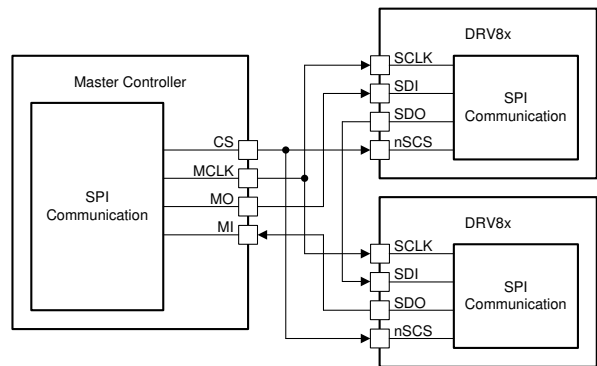 Master Controller
SPI
Communication
CS
MCLK
MO
MI
DRV8x
SCLK
SDI
SDO
nSCS
SPI
Communication
DRV8x
SCLK
SDI
SDO
nSCS
SPI
Communication